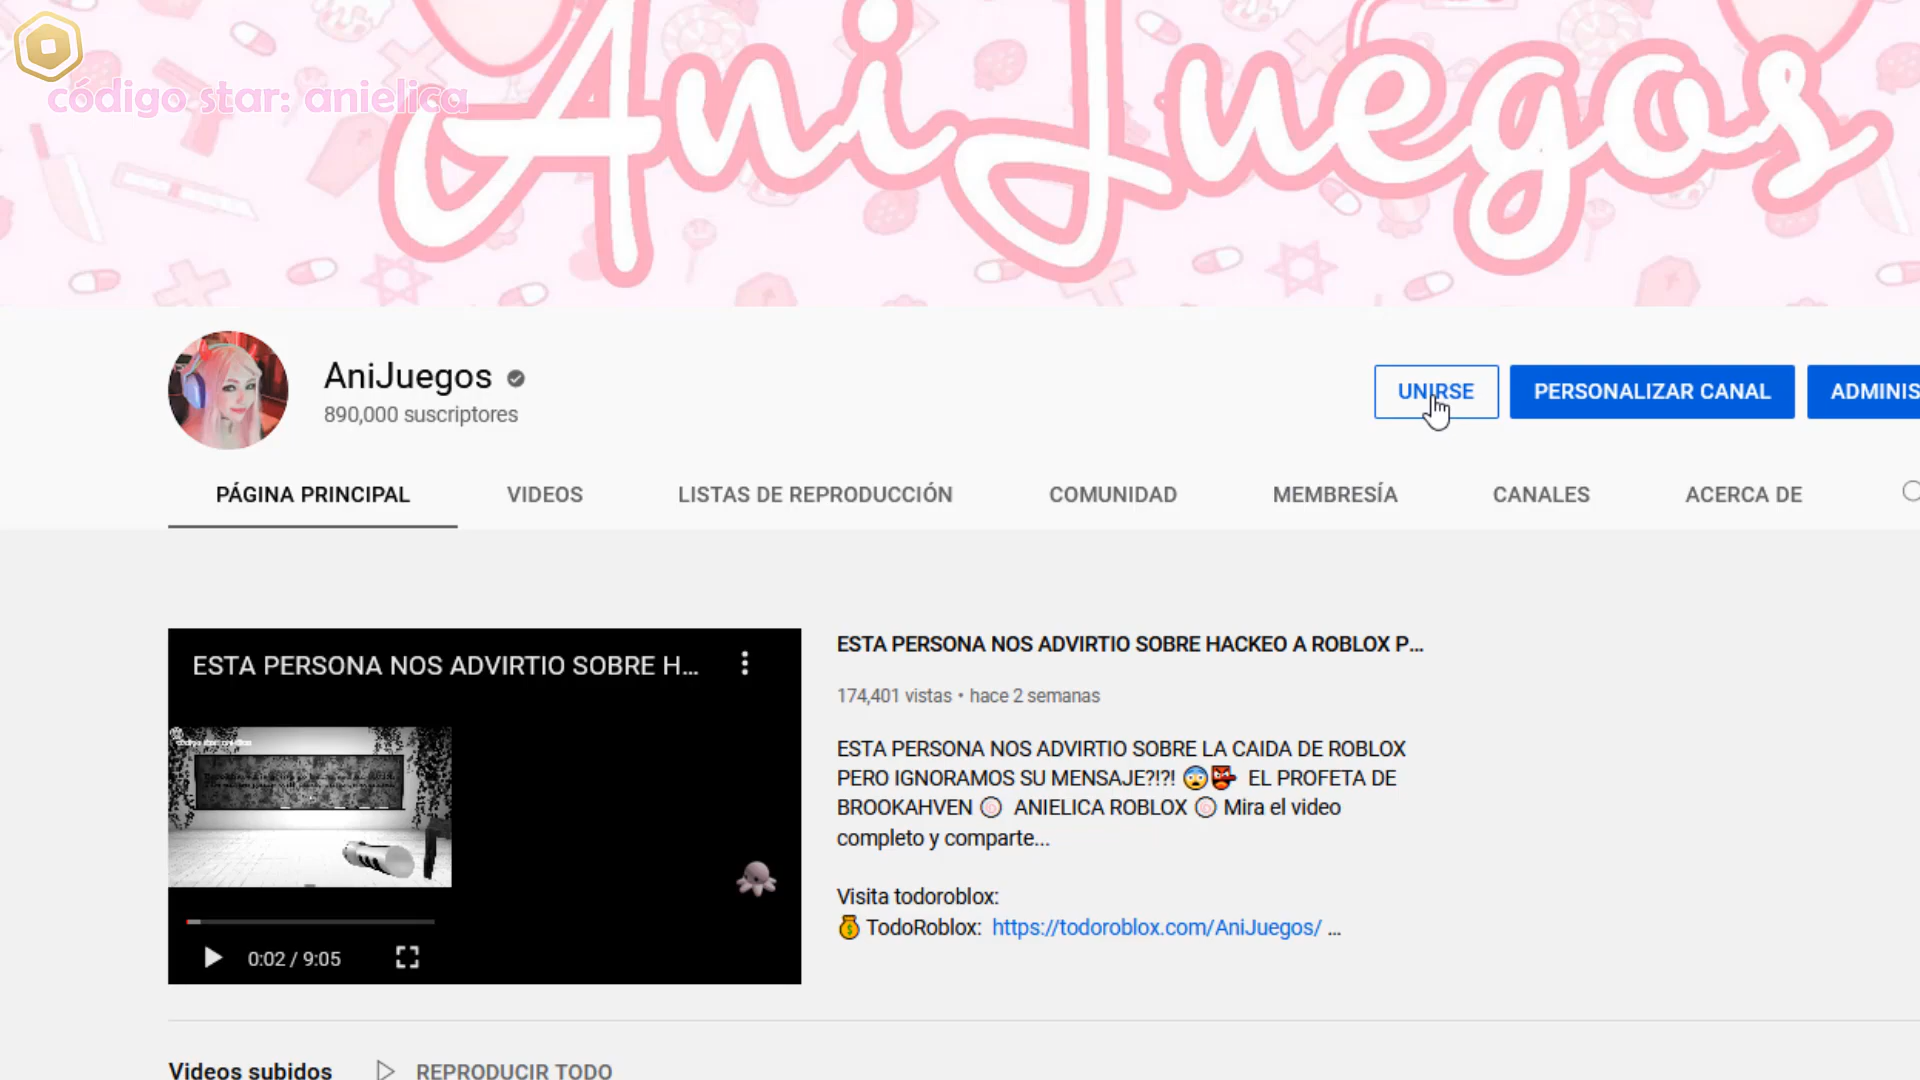 AniJuegos
código star: anielica
AniJuegos
890,000 suscriptores
UNIRSE
PERSONALIZAR CANAL
ADMINIS
PÁGINA PRINCIPAL
VIDEOS
LISTAS DE REPRODUCCIÓN
COMUNIDAD
MEMBRESÍA
CANALES
ACERCA DE
ESTA PERSONA NOS ADVIRTIO SOBRE H...
0:02 / 9:05
ESTA PERSONA NOS ADVIRTIO SOBRE HACKEO A ROBLOX P...
174,401 vistas • hace 2 semanas
ESTA PERSONA NOS ADVIRTIO SOBRE LA CAIDA DE ROBLOX
PERO IGNORAMOS SU MENSAJE?!?! 😨👺 EL PROFETA DE
BROOKAHVEN ANIELICA ROBLOX Mira el video
completo y comparte...
Visita todoroblox:
💰 TodoRoblox: https://todoroblox.com/AniJuegos/ ...
Videos subidos
REPRODUCIR TODO